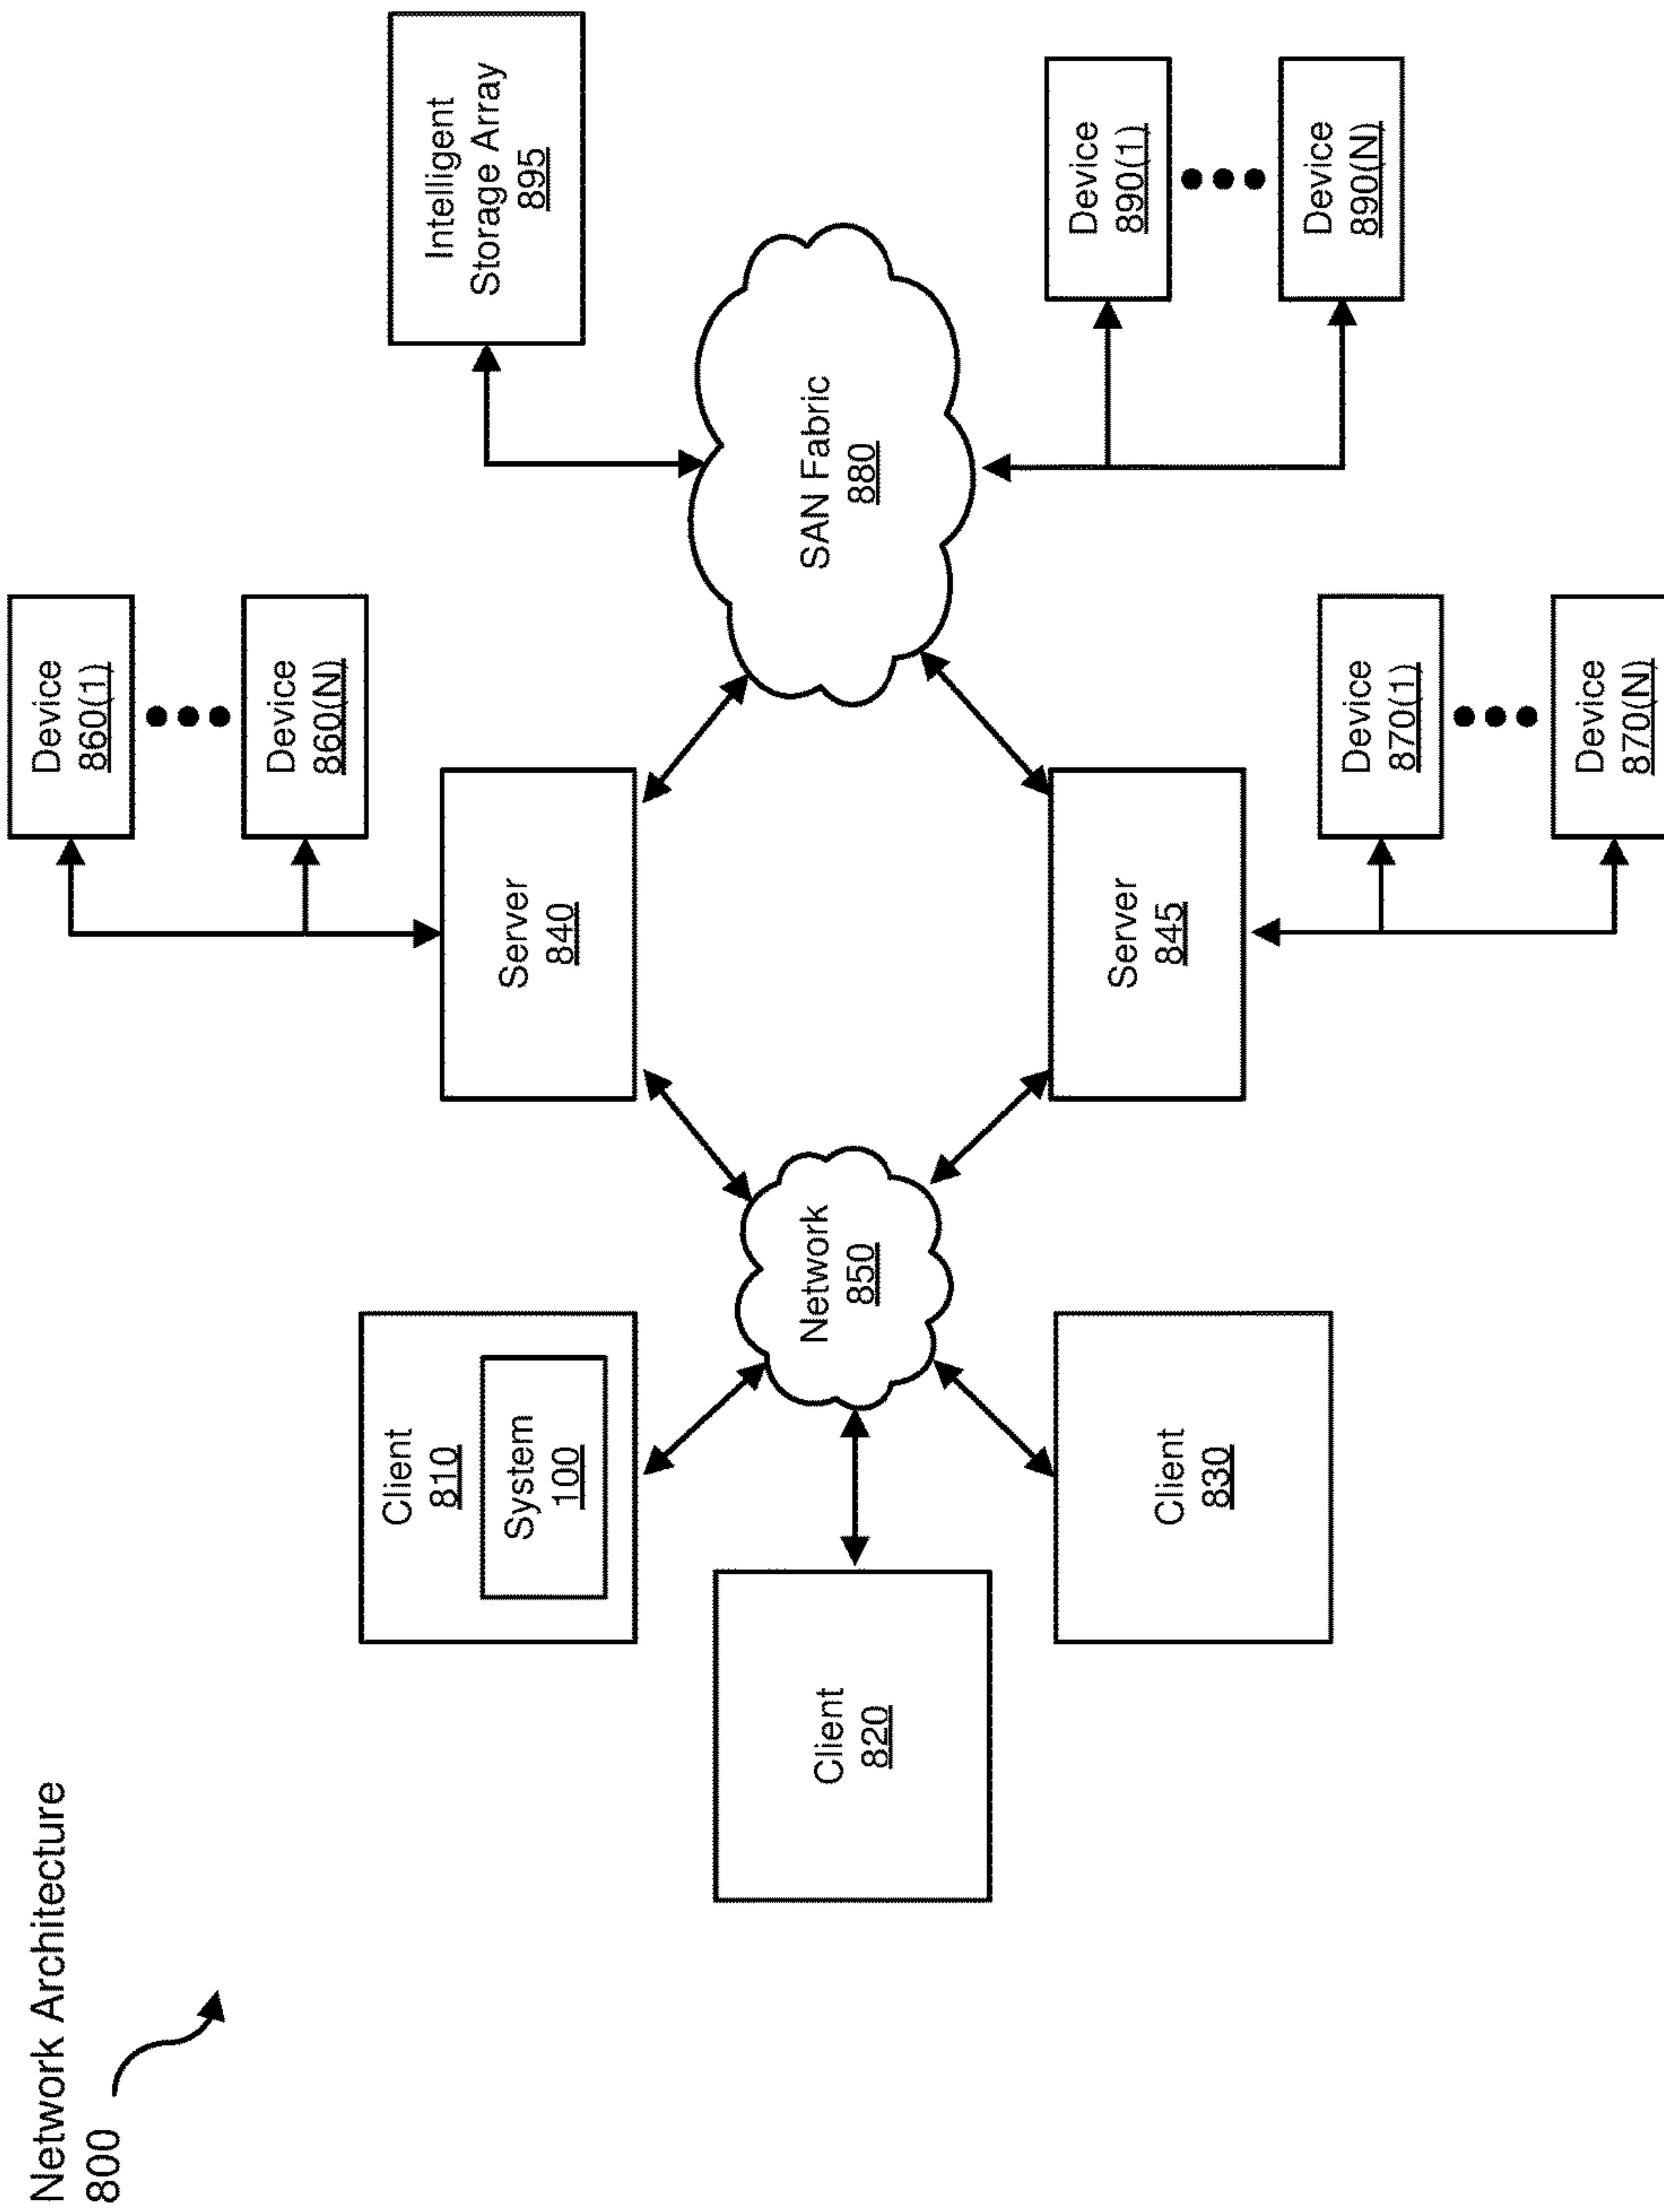 Network Architecture
800
Client
810
System
100
Client
820
Client
830
Network
850
Server
840
Server
845
Device
860(1)
Device
860(N)
Device
870(1)
Device
870(N)
SAN Fabric
880
Intelligent
Storage Array
895
Device
890(1)
Device
890(N)